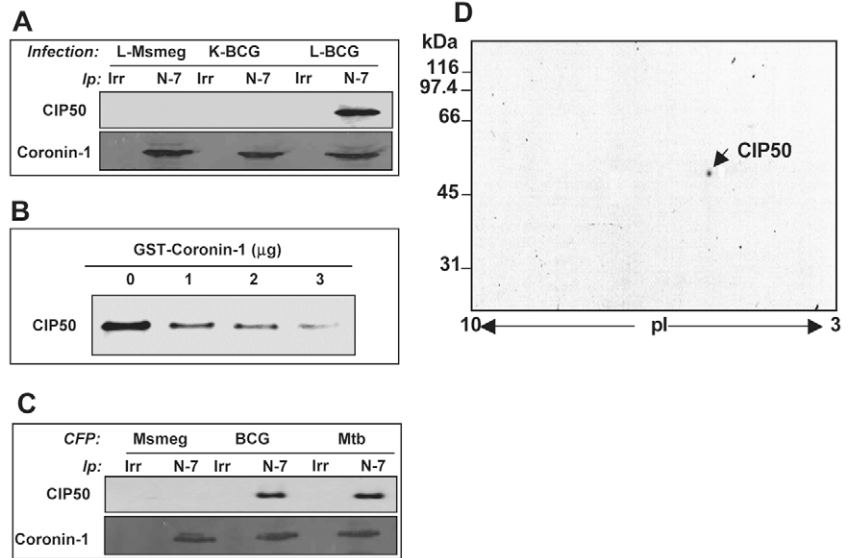 A
Infection: L-Msmeg K-BCG L-BCG
Ip: Irr N-7 Irr N-7 Irr N-7
CIP50
Coronin-1
B
GST-Coronin-1 (µg)
0 1 2 3
CIP50
C
CFP: Msmeg BCG Mtb
Ip: Irr N-7 Irr N-7 Irr N-7
CIP50
Coronin-1
D
kDa
116
97.4
66
CIP50
45
31
10 pI 3